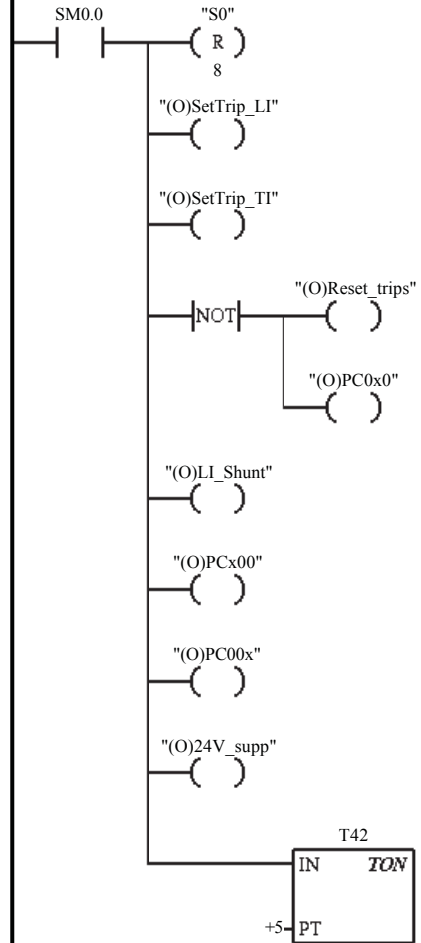 SM0.0
"S0"
R
8
"(O)SetTrip_LI"
"(O)SetTrip_TI"
NOT
"(O)Reset_trips"
"(O)PC0x0"
"(O)LI_Shunt"
"(O)PCx00"
"(O)PC00x"
"(O)24V_supp"
T42
IN TON
+5 PT